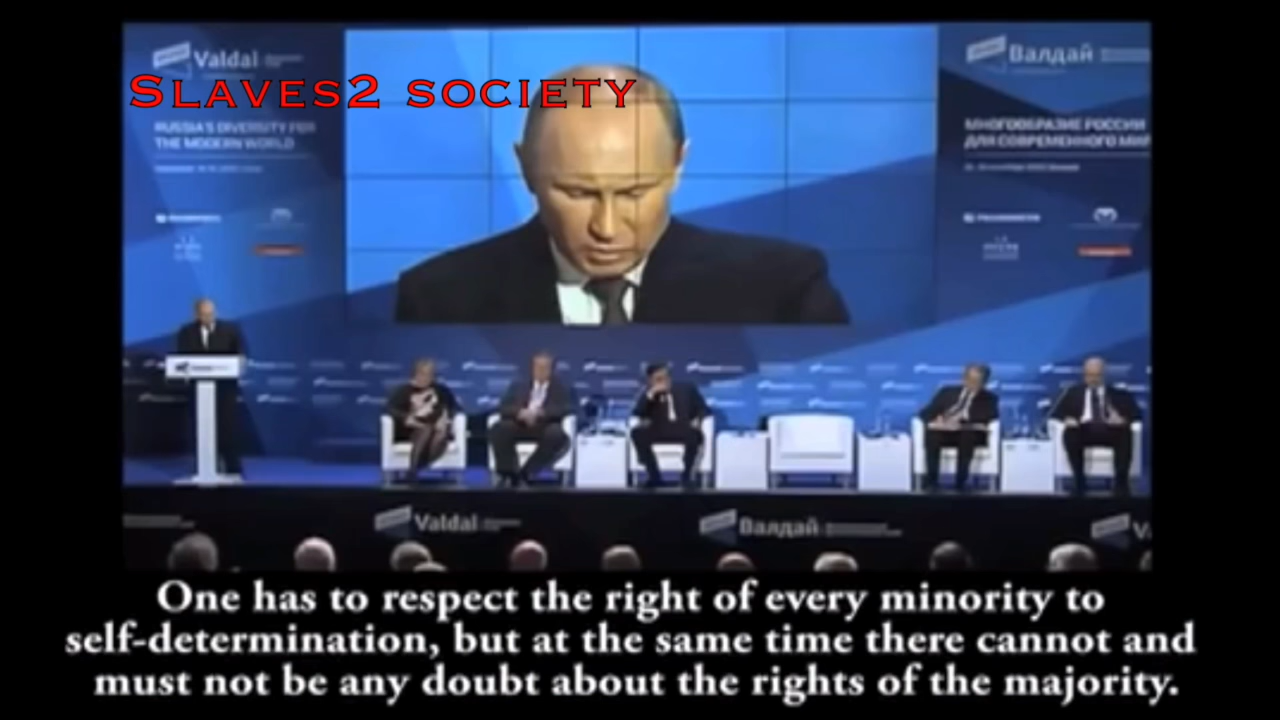 Valdai
Валдай
Slaves2 society
RUSSIA'S DIVERSITY FOR
THE MODERN WORLD
МНОГООБРАЗИЕ РОССИИ
ДЛЯ СОВРЕМЕННОГО МИР
Valdai
Валдай
V
One has to respect the right of every minority to
self-determination, but at the same time there cannot and
must not be any doubt about the rights of the majority.